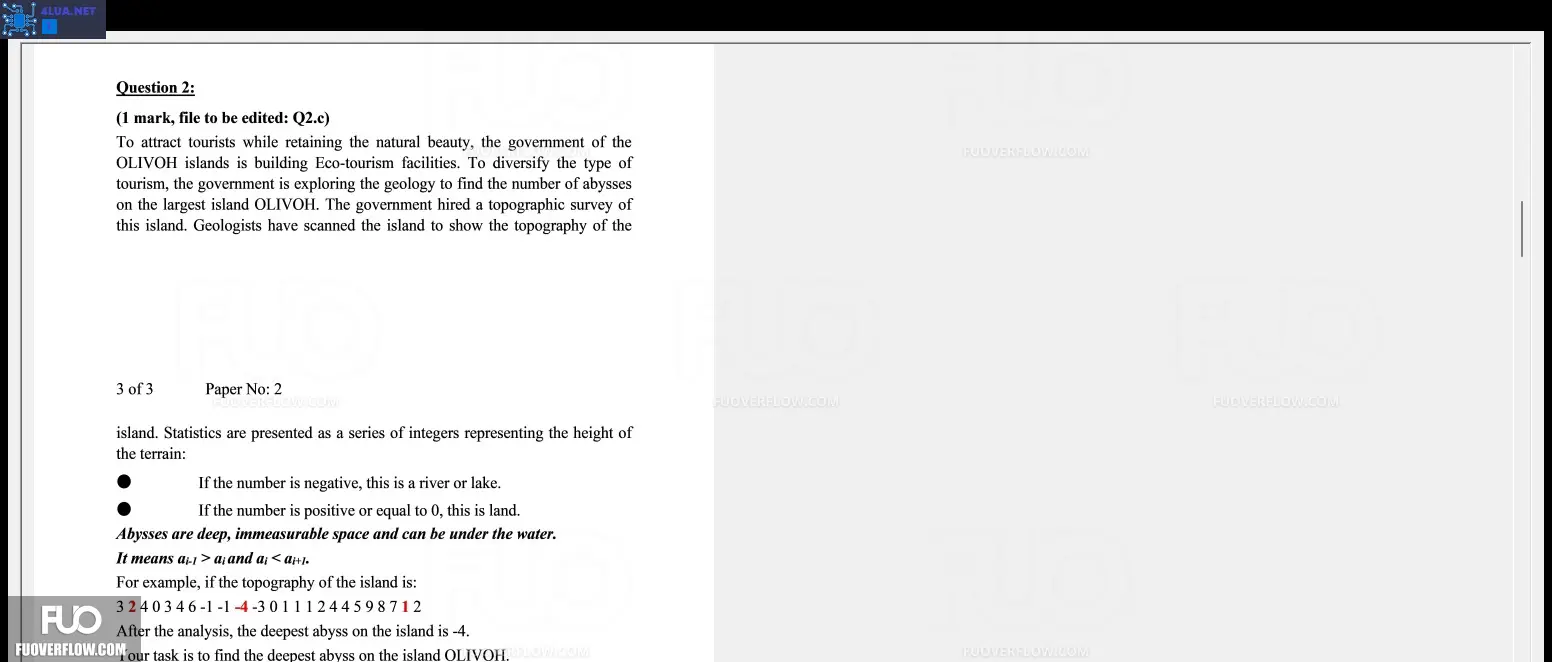 4LUA.NET
Question 2:
(1 mark, file to be edited: Q2.c)
To attract tourists while retaining the natural beauty, the government of the
OLIVOH islands is building Eco-tourism facilities. To diversify the type of
tourism, the government is exploring the geology to find the number of abysses
on the largest island OLIVOH. The government hired a topographic survey of
this island. Geologists have scanned the island to show the topography of the
FUOVERFLOW.COM
3 of 3 Paper No: 2
FUOVERFLOW.COM
FUOVERFLOW.COM
FUOVERFLOW.COM
island. Statistics are presented as a series of integers representing the height of
the terrain:
● If the number is negative, this is a river or lake.
● If the number is positive or equal to 0, this is land.
Abysses are deep, immeasurable space and can be under the water.
It means ai-1 > ai and ai < ai+1.
For example, if the topography of the island is:
3 2 4 0 3 4 6 -1 -1 -4 -3 0 1 1 1 2 4 4 5 9 8 7 1 2
After the analysis, the deepest abyss on the island is -4.
Your task is to find the deepest abyss on the island OLIVOH.
FUO
FUOVERFLOW.COM
FUOVERFLOW.COM